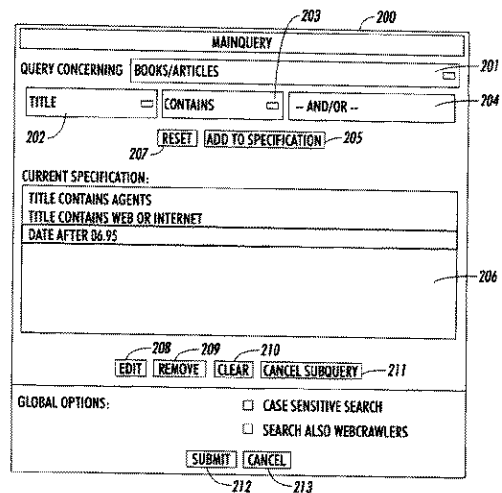 200
MAINQUERY
QUERY CONCERNING BOOKS/ARTICLES 201
203
TITLE CONTAINS -- AND/OR -- 204
202
207 RESET ADD TO SPECIFICATION 205
CURRENT SPECIFICATION:
TITLE CONTAINS AGENTS
TITLE CONTAINS WEB OR INTERNET
DATE AFTER 06.95
206
208 209 210
EDIT REMOVE CLEAR CANCEL SUBQUERY 211
GLOBAL OPTIONS: CASE SENSITIVE SEARCH
SEARCH ALSO WEBCRAWLERS
SUBMIT CANCEL
212 213